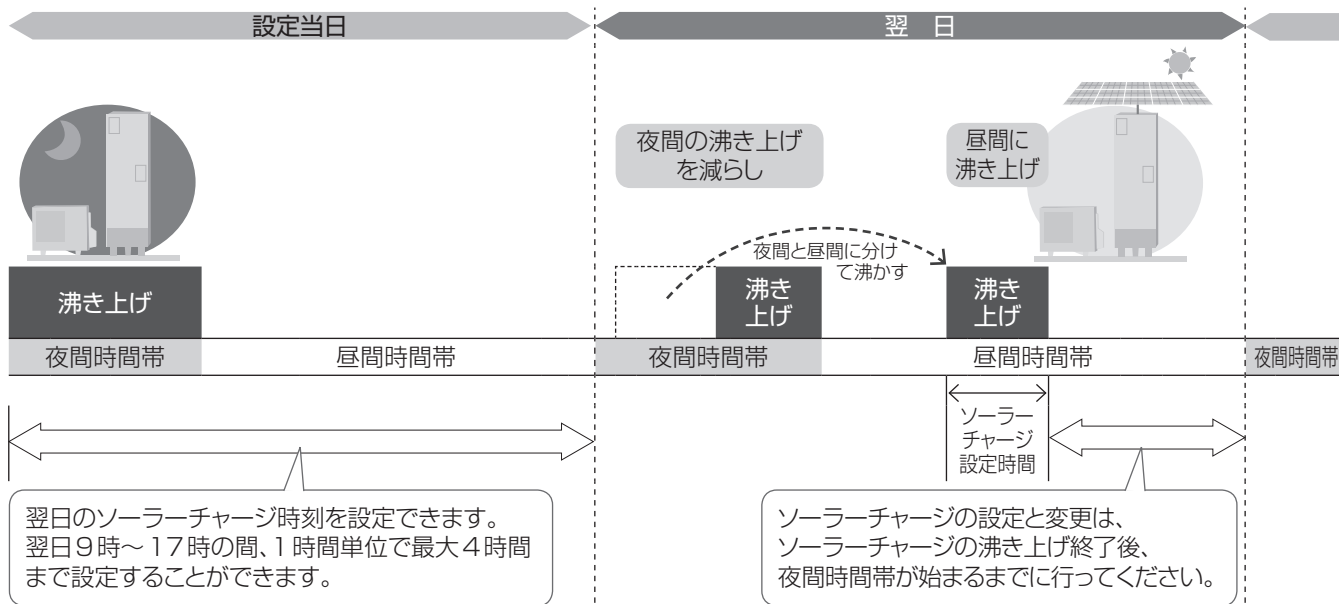 設定当日
翌 日
夜間の沸き上げ
を減らし
昼間に
沸き上げ
夜間と昼間に分け
て沸かす
沸き上げ
沸き
上げ
沸き
上げ
夜間時間帯
昼間時間帯
夜間時間帯
昼間時間帯
夜間時間帯
ソーラー
チャージ
設定時間
翌日のソーラーチャージ時刻を設定できます。
翌日9時～17時の間、1時間単位で最大4時間
まで設定することができます。
ソーラーチャージの設定と変更は、
ソーラーチャージの沸き上げ終了後、
夜間時間帯が始まるまでに行ってください。